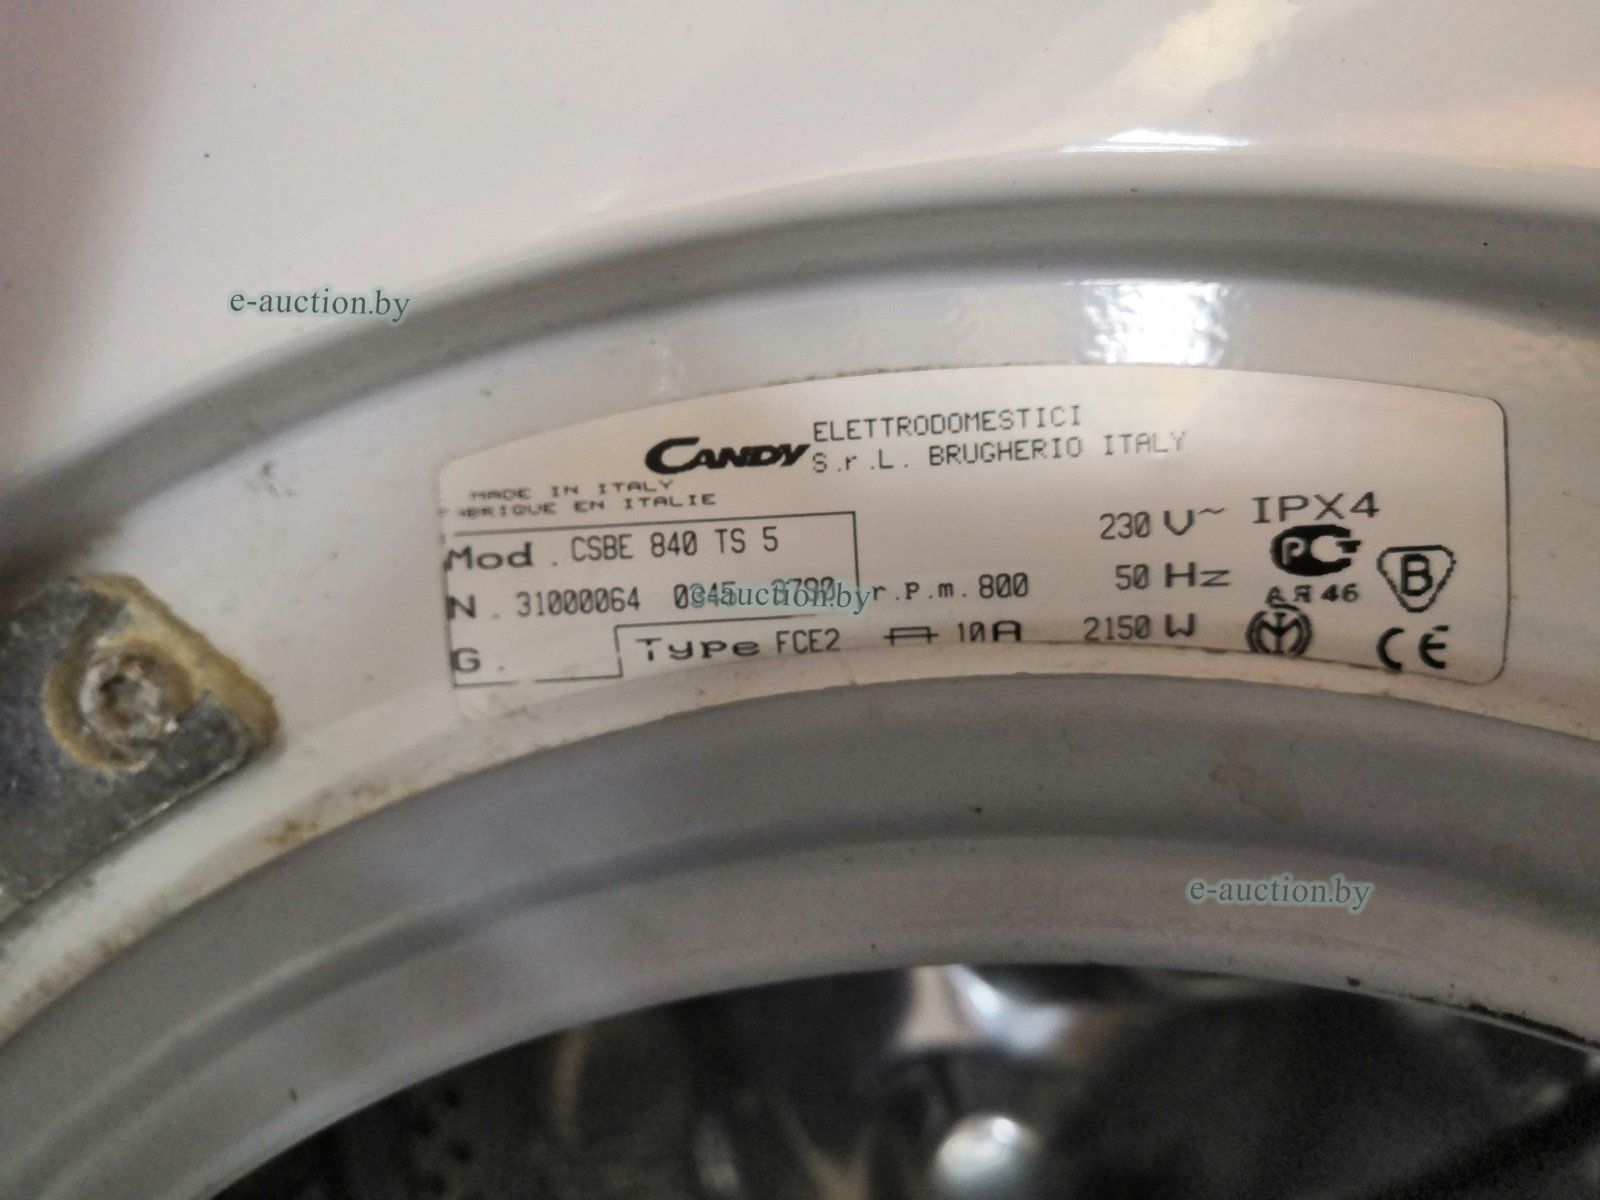 e-auction.by
CANDY ELETTRODOMESTICI
S.r.L. BRUGHERIO ITALY
MADE IN ITALY
FABRIQUE EN ITALIE
Mod. CSBE 840 TS 5
230 V~ IPX4
N. 31000064 r.p.m. 800 50 Hz
e-auction.by
АЯ46
B
G. Type FCE2 10A 2150 W CE
e-auction.by